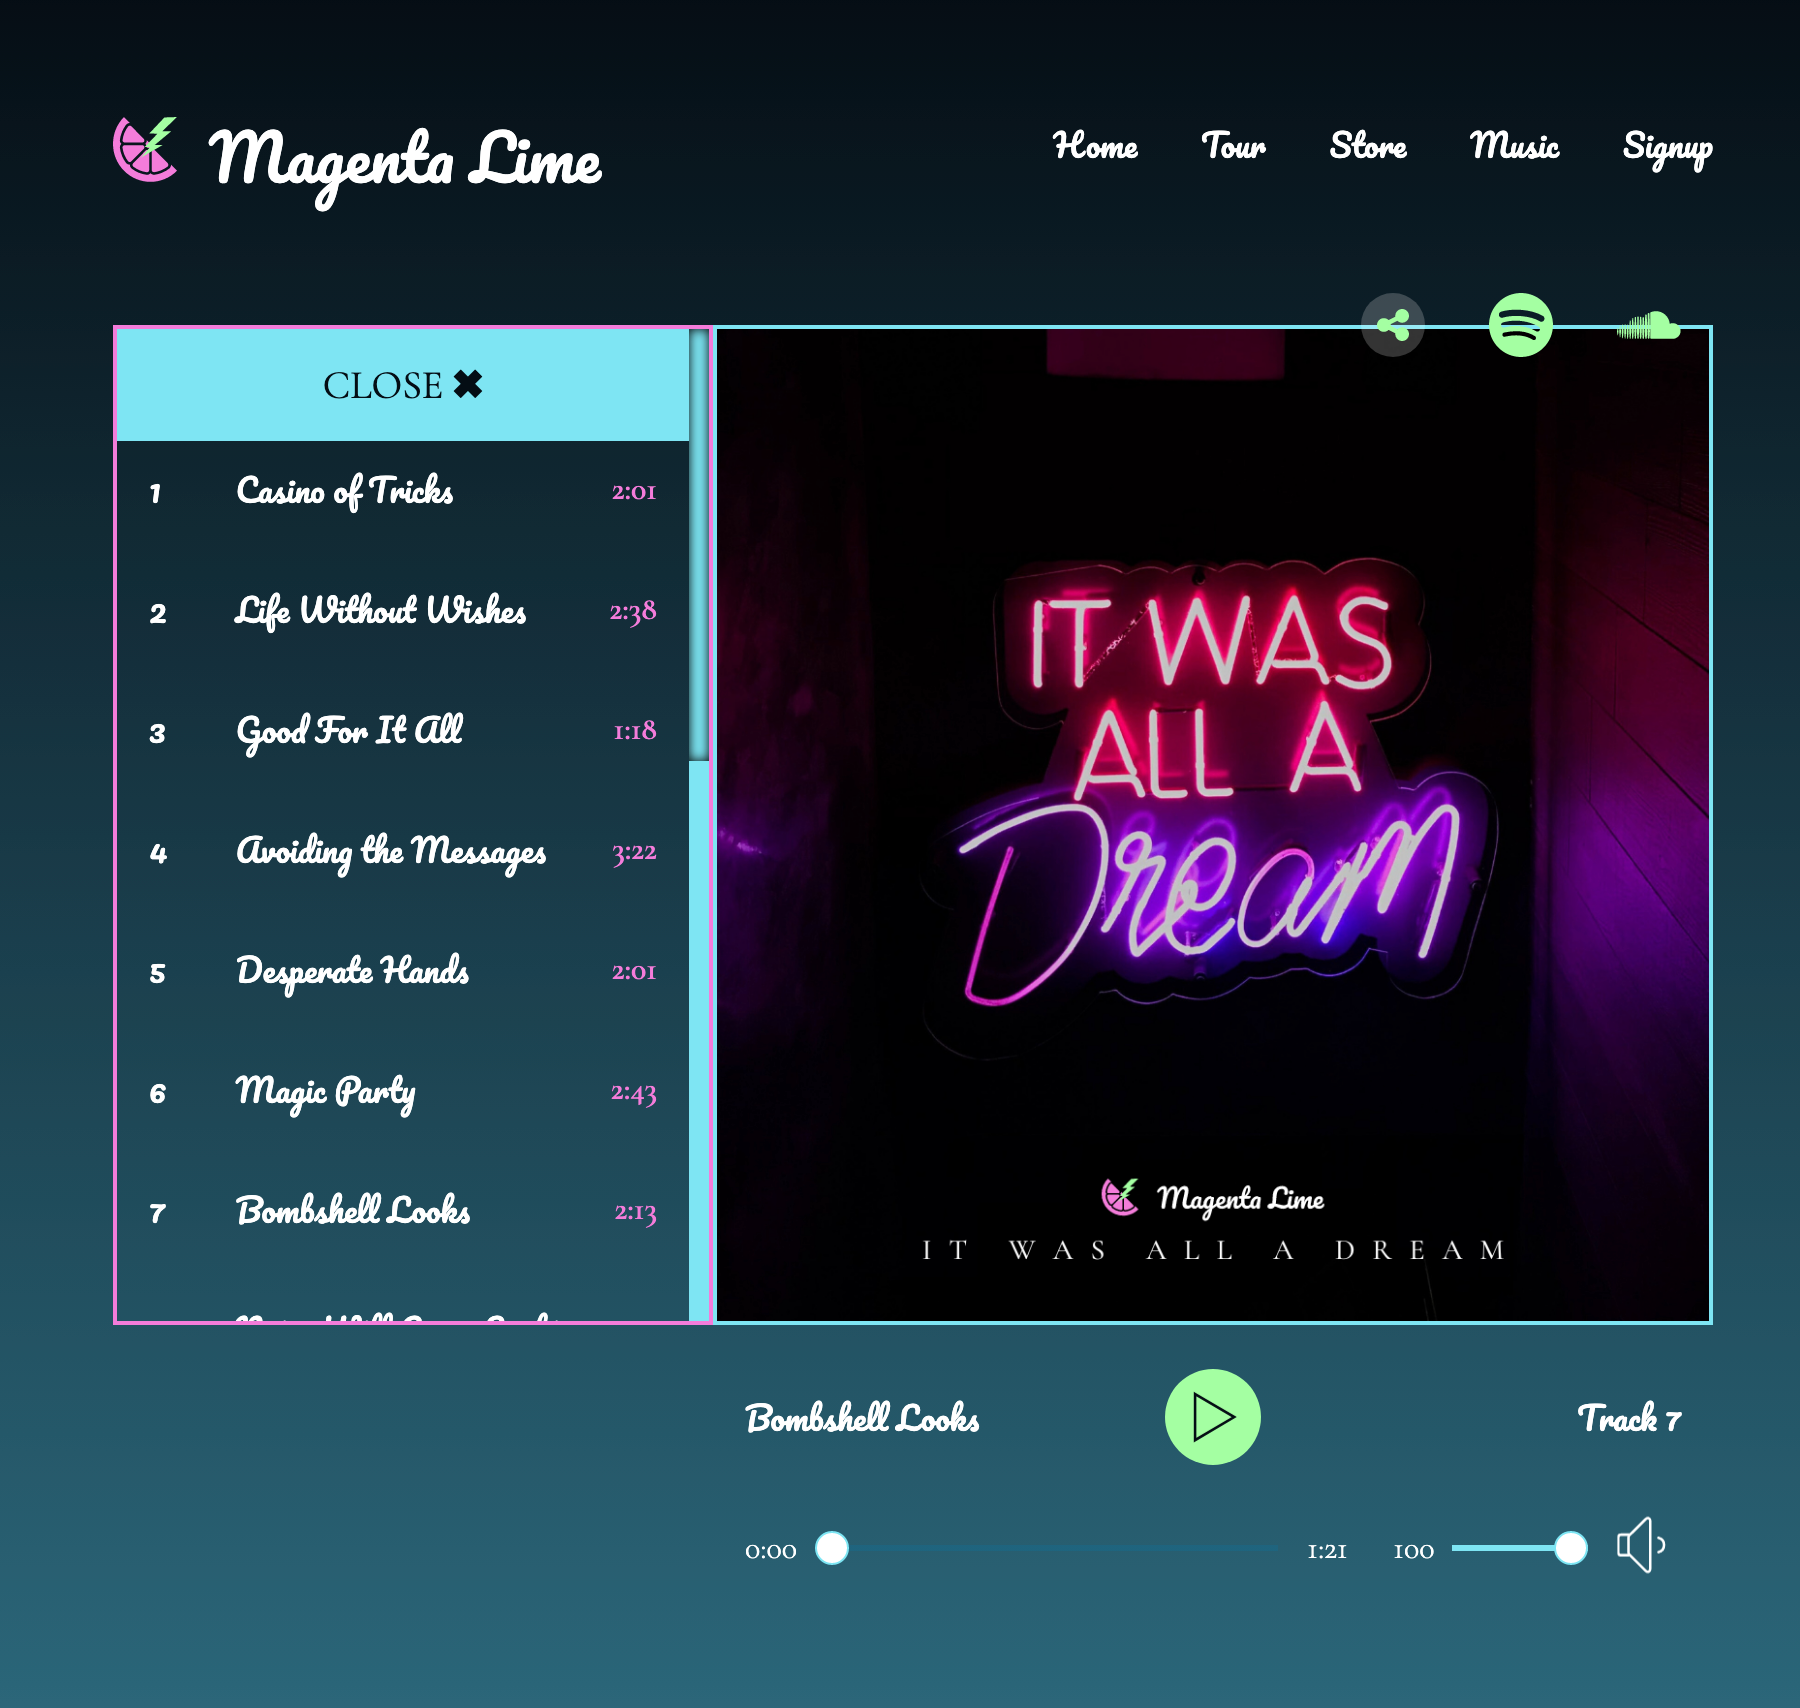 Magenta Lime
Home Tour Store Music Signup
CLOSE ✖
1 Casino of Tricks 2:01
2 Life Without Wishes 2:38
3 Good For It All 1:18
4 Avoiding the Messages 3:22
5 Desperate Hands 2:01
6 Magic Party 2:43
7 Bombshell Looks 2:13
IT WAS
ALL A
Dream
Magenta Lime
IT WAS ALL A DREAM
Bombshell Looks
Track 7
0:00
1:21
100